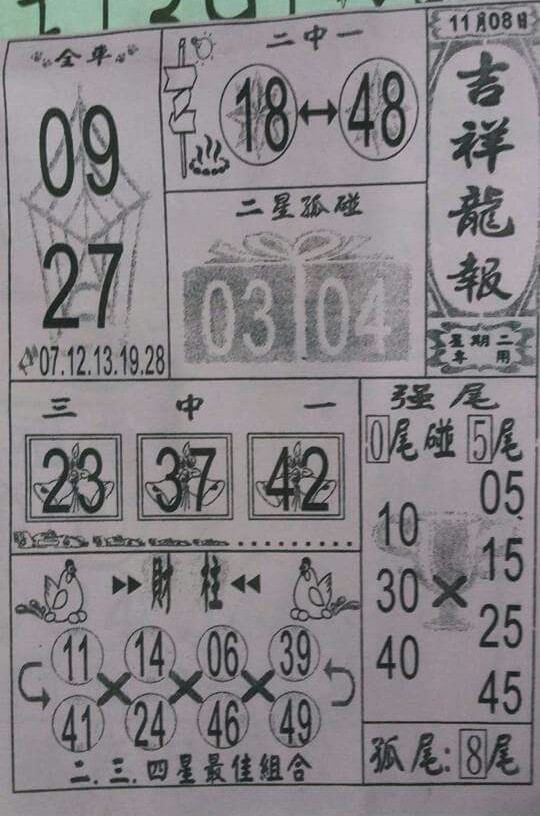 11月08日
吉祥龍報
星期二
專用
全車
09
27
07.12.13.19.28
二中一
18 48
二星孤碰
03 04
三中一
23 37 42
强尾
0尾碰5尾
10 05
30 15
40 25
45
財柱
11 14 06 39
41 24 46 49
二.三.四星最佳組合
孤尾:8尾